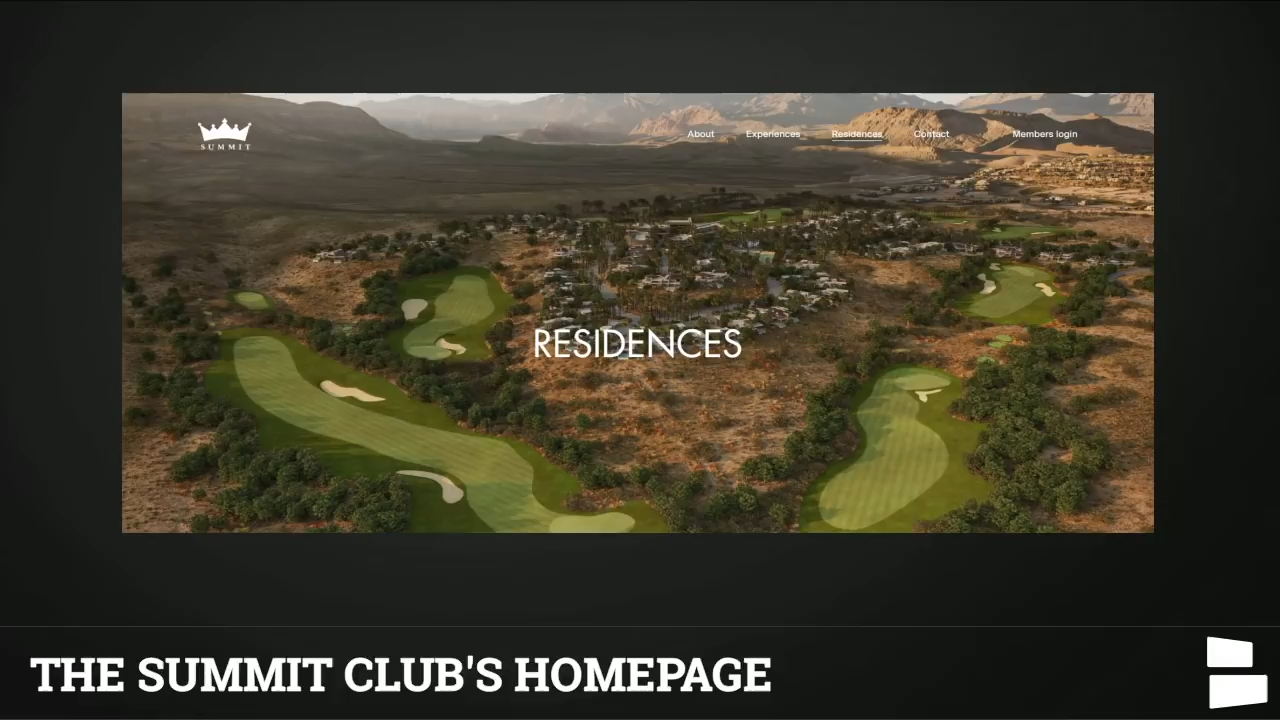 SUMMIT
About Experiences Residences Contact Members login
RESIDENCES
THE SUMMIT CLUB'S HOMEPAGE